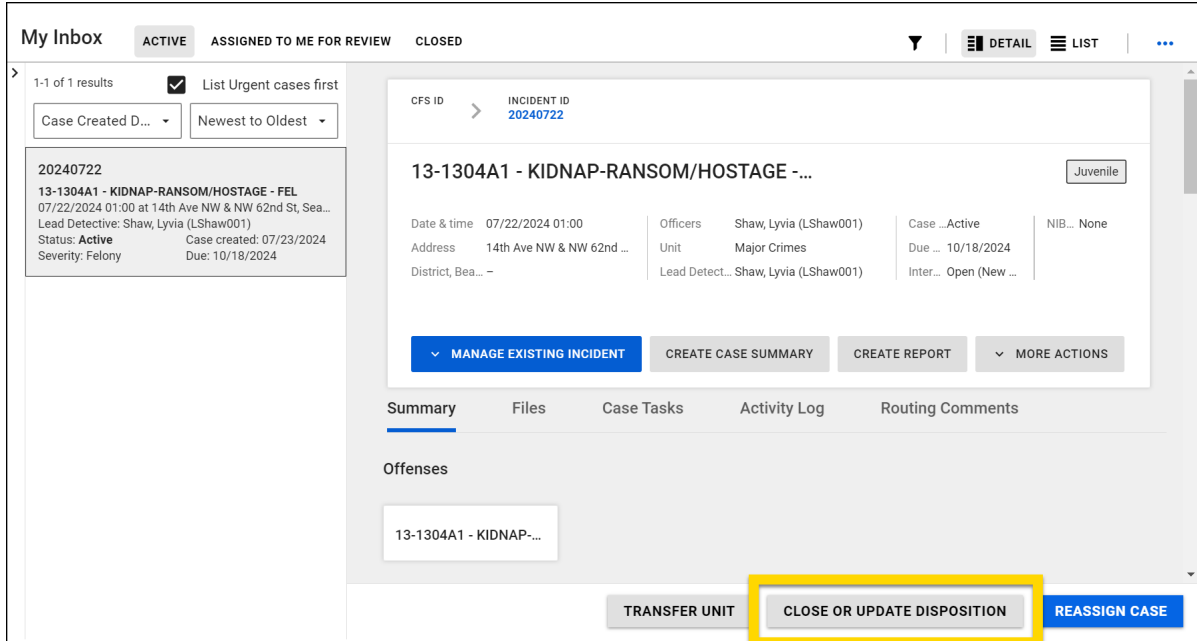 My Inbox
ACTIVE
ASSIGNED TO ME FOR REVIEW
CLOSED
DETAIL
LIST
1-1 of 1 results
List Urgent cases first
Case Created D...
Newest to Oldest
20240722
13-1304A1 - KIDNAP-RANSOM/HOSTAGE - FEL
07/22/2024 01:00 at 14th Ave NW & NW 62nd St, Sea...
Lead Detective: Shaw, Lyvia (LShaw001)
Status: Active Case created: 07/23/2024
Severity: Felony Due: 10/18/2024
CFS ID
INCIDENT ID
20240722
13-1304A1 - KIDNAP-RANSOM/HOSTAGE -...
Juvenile
Date & time 07/22/2024 01:00
Address 14th Ave NW & NW 62nd ...
District, Bea... –
Officers Shaw, Lyvia (LShaw001)
Unit Major Crimes
Lead Detect... Shaw, Lyvia (LShaw001)
Case ... Active
Due ... 10/18/2024
Inter... Open (New ...
NIB... None
MANAGE EXISTING INCIDENT
CREATE CASE SUMMARY
CREATE REPORT
MORE ACTIONS
Summary
Files
Case Tasks
Activity Log
Routing Comments
Offenses
13-1304A1 - KIDNAP-...
TRANSFER UNIT
CLOSE OR UPDATE DISPOSITION
REASSIGN CASE